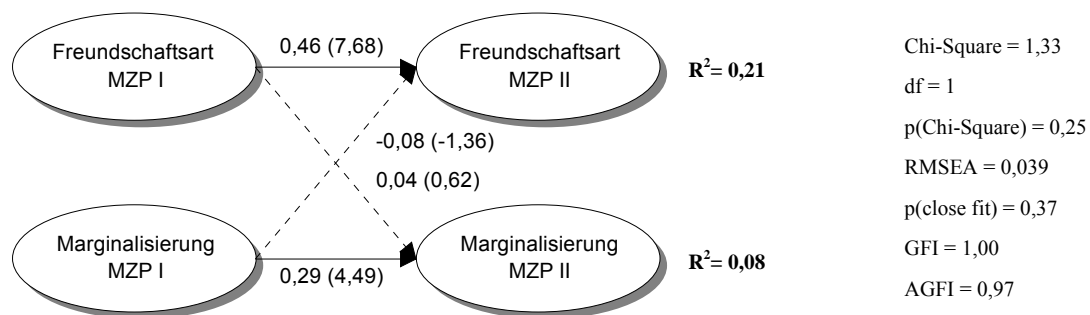 Freundschaftsart
MZP I
0,46 (7,68)
Freundschaftsart
MZP II
R²= 0,21
-0,08 (-1,36)
0,04 (0,62)
Marginalisierung
MZP I
0,29 (4,49)
Marginalisierung
MZP II
R²= 0,08
Chi-Square = 1,33
df = 1
p(Chi-Square) = 0,25
RMSEA = 0,039
p(close fit) = 0,37
GFI = 1,00
AGFI = 0,97